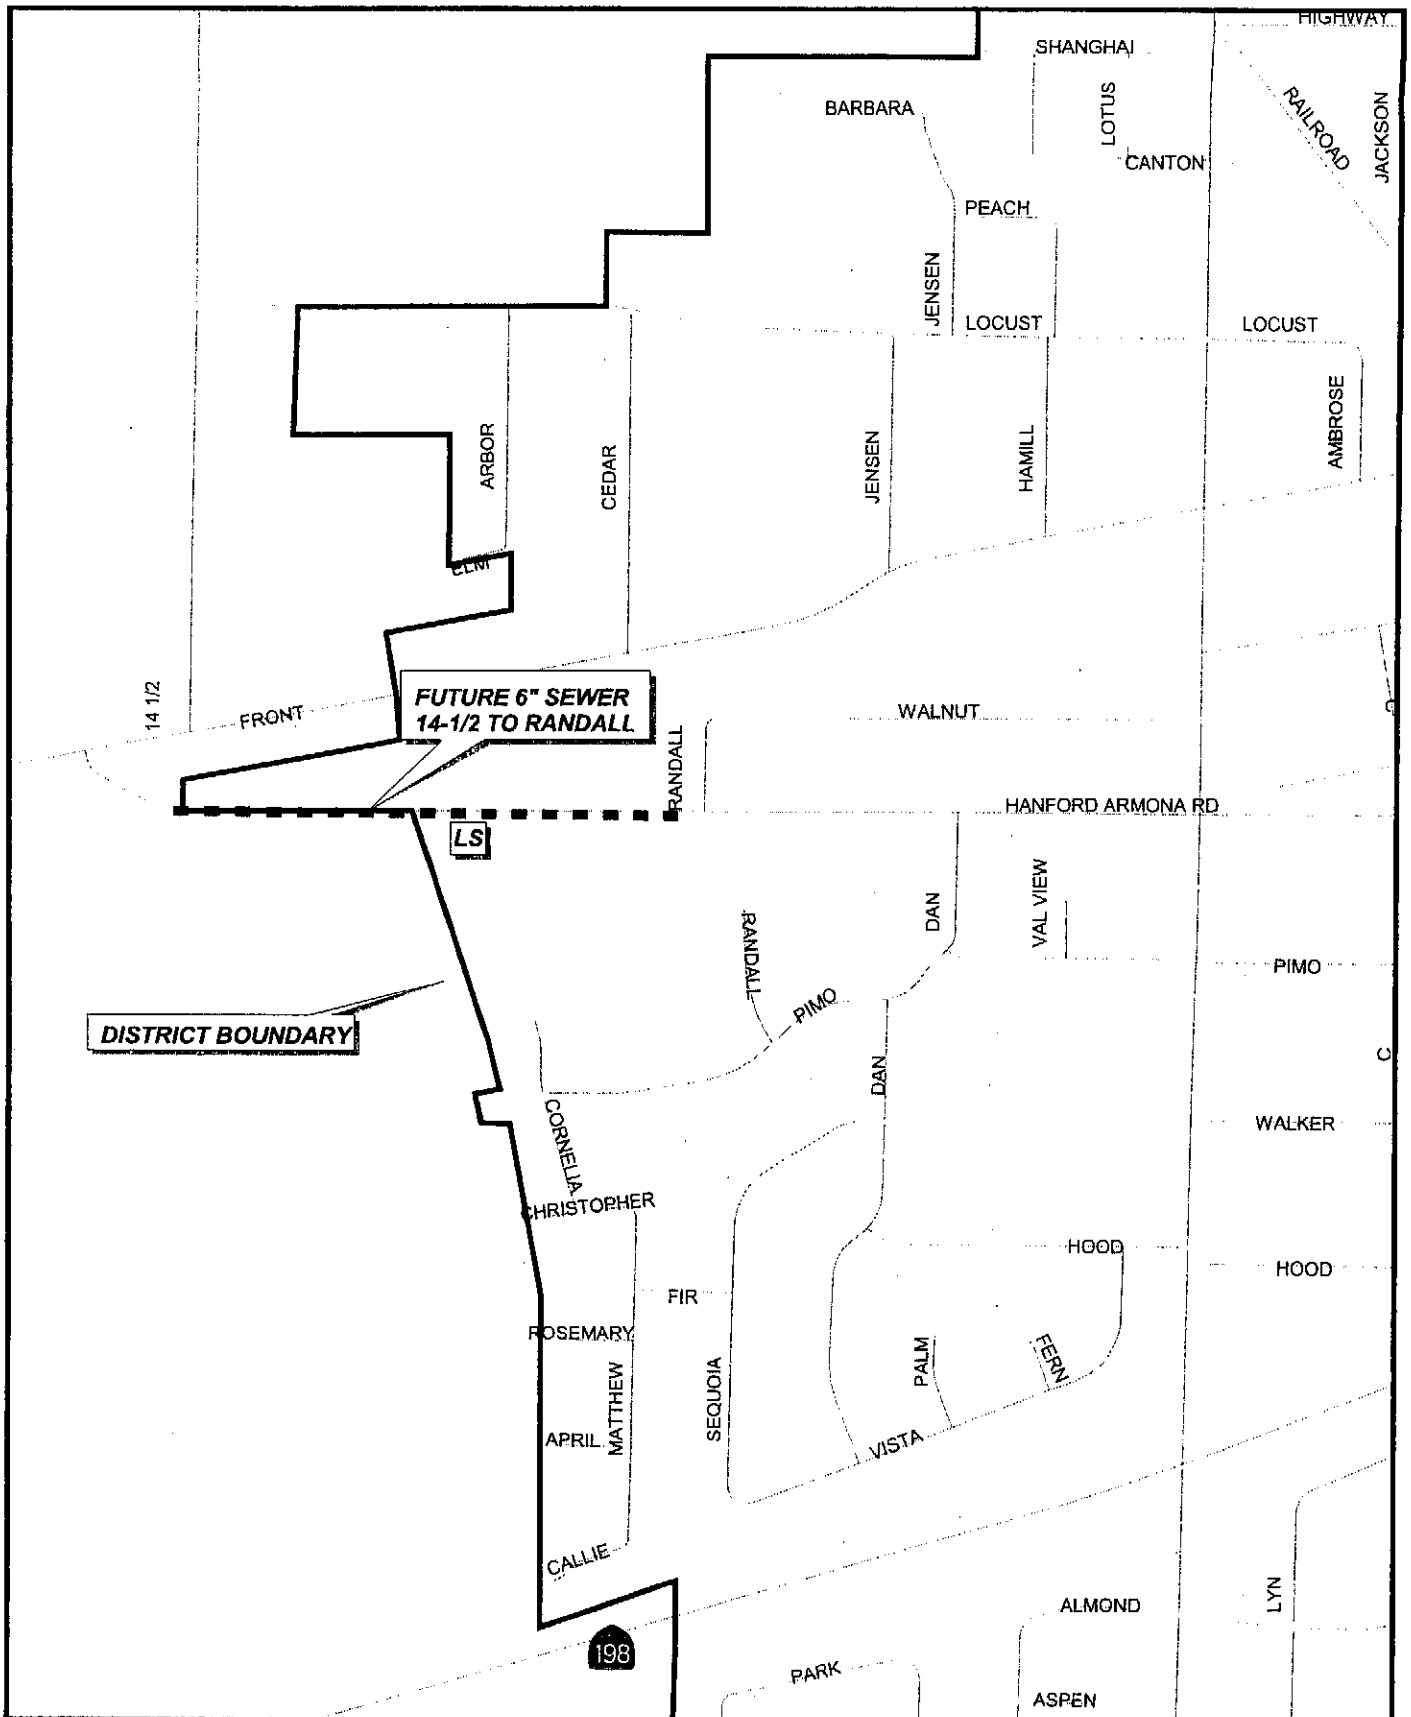 HIGHWAY
SHANGHAI
BARBARA
LOTUS
RAILROAD
JACKSON
CANTON
PEACH
JENSEN
LOCUST
LOCUST
ARBOR
CEDAR
JENSEN
HAMILL
AMBROSE
ELM
14 1/2
FRONT
FUTURE 6" SEWER
14-1/2 TO RANDALL
RANDALL
WALNUT
C
HANFORD ARMONA RD
LS
RANDALL
DAN
VAL VIEW
PIMO
PIMO
DISTRICT BOUNDARY
DAN
C
CORNELIA
WALKER
CHRISTOPHER
HOOD
HOOD
FIR
ROSEMARY
MATTHEW
SEQUOIA
PALM
FERN
APRIL
VISTA
CALLIE
ALMOND
LYN
198
PARK
ASPEN